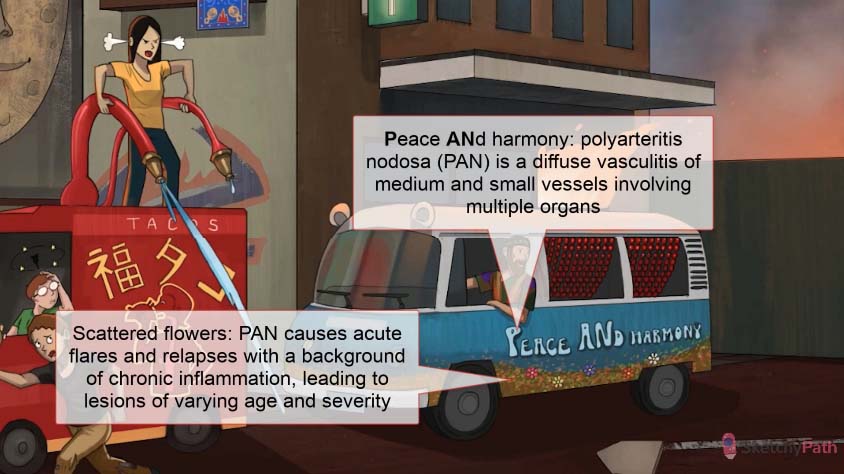 Peace ANd harmony: polyarteritis
nodosa (PAN) is a diffuse vasculitis of
medium and small vessels involving
multiple organs
TACOS
福タコ
PEACE AND HARMONY
Scattered flowers: PAN causes acute
flares and relapses with a background
of chronic inflammation, leading to
lesions of varying age and severity
SketchyPath